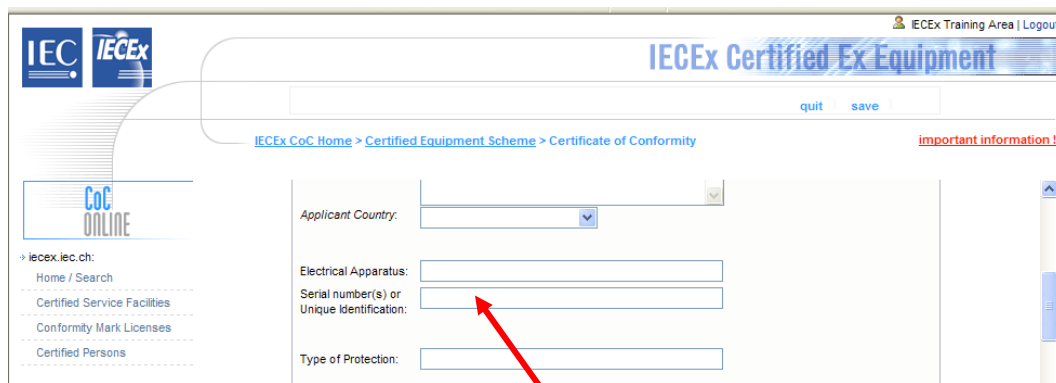 IECEx Training Area | Logout
IEC IECEx
IECEx Certified Ex Equipment
quit save
IECEx CoC Home > Certified Equipment Scheme > Certificate of Conformity
important information !
CoC
ONLINE
Applicant Country:
iecex.iec.ch:
Home / Search
Certified Service Facilities
Conformity Mark Licenses
Certified Persons
Electrical Apparatus:
Serial number(s) or
Unique Identification:
Type of Protection: